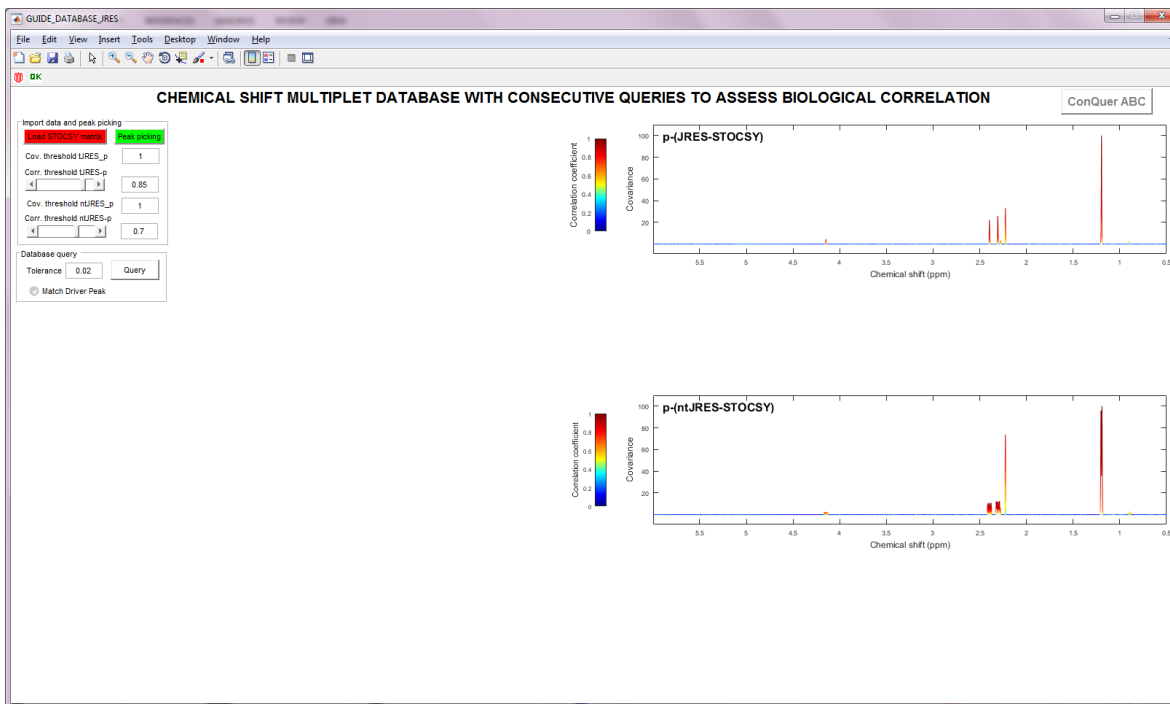 GUIDE_DATABASE_JRES
REFERENCES MAILINGS REVIEW VIEW
File Edit View Insert Tools Desktop Window Help
OK
CHEMICAL SHIFT MULTIPLET DATABASE WITH CONSECUTIVE QUERIES TO ASSESS BIOLOGICAL CORRELATION
ConQuer ABC
Import data and peak picking
Load STOCSY matrix Peak picking
Cov. threshold tJRES_p 1
Corr. threshold tJRES-p
0.85
Cov. threshold ntJRES_p 1
Corr. threshold ntJRES-p
0.7
Database query
Tolerance 0.02 Query
Match Driver Peak
p-(JRES-STOCSY)
Correlation coefficient
1
0.8
0.6
0.4
0.2
0
Covariance
100
80
60
40
20
5.5 5 4.5 4 3.5 3 2.5 2 1.5 1 0.5
Chemical shift (ppm)
p-(ntJRES-STOCSY)
Correlation coefficient
1
0.8
0.6
0.4
0.2
0
Covariance
100
80
60
40
20
5.5 5 4.5 4 3.5 3 2.5 2 1.5 1 0.5
Chemical shift (ppm)